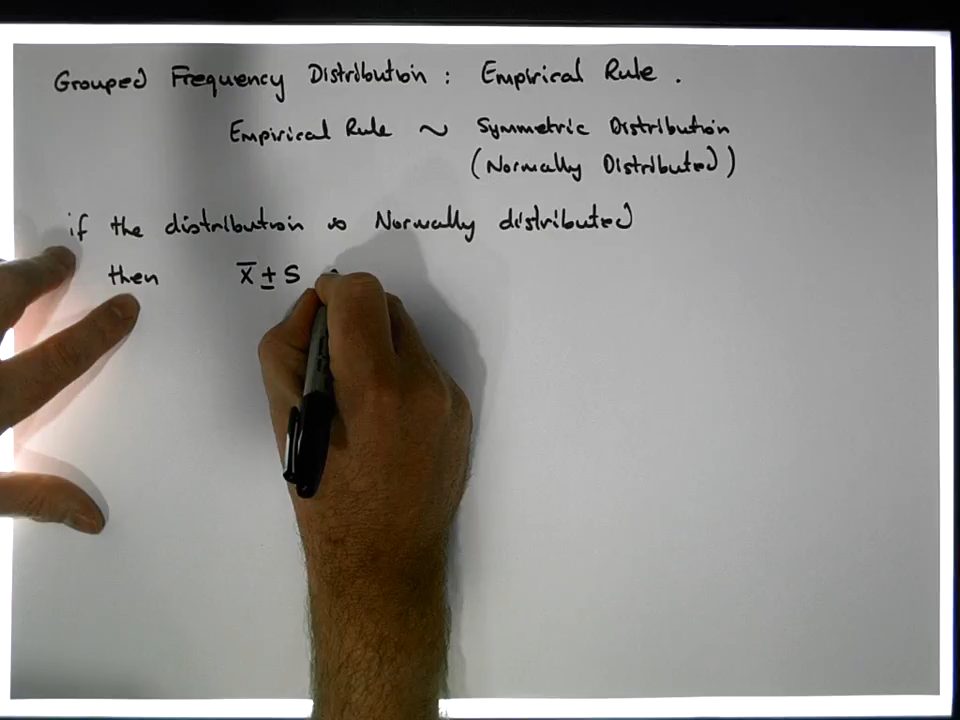 Grouped Frequency Distribution : Empirical Rule .
Empirical Rule ~ Symmetric Distribution
(Normally Distributed)
if the distribution is Normally distributed
then x̅ ± S